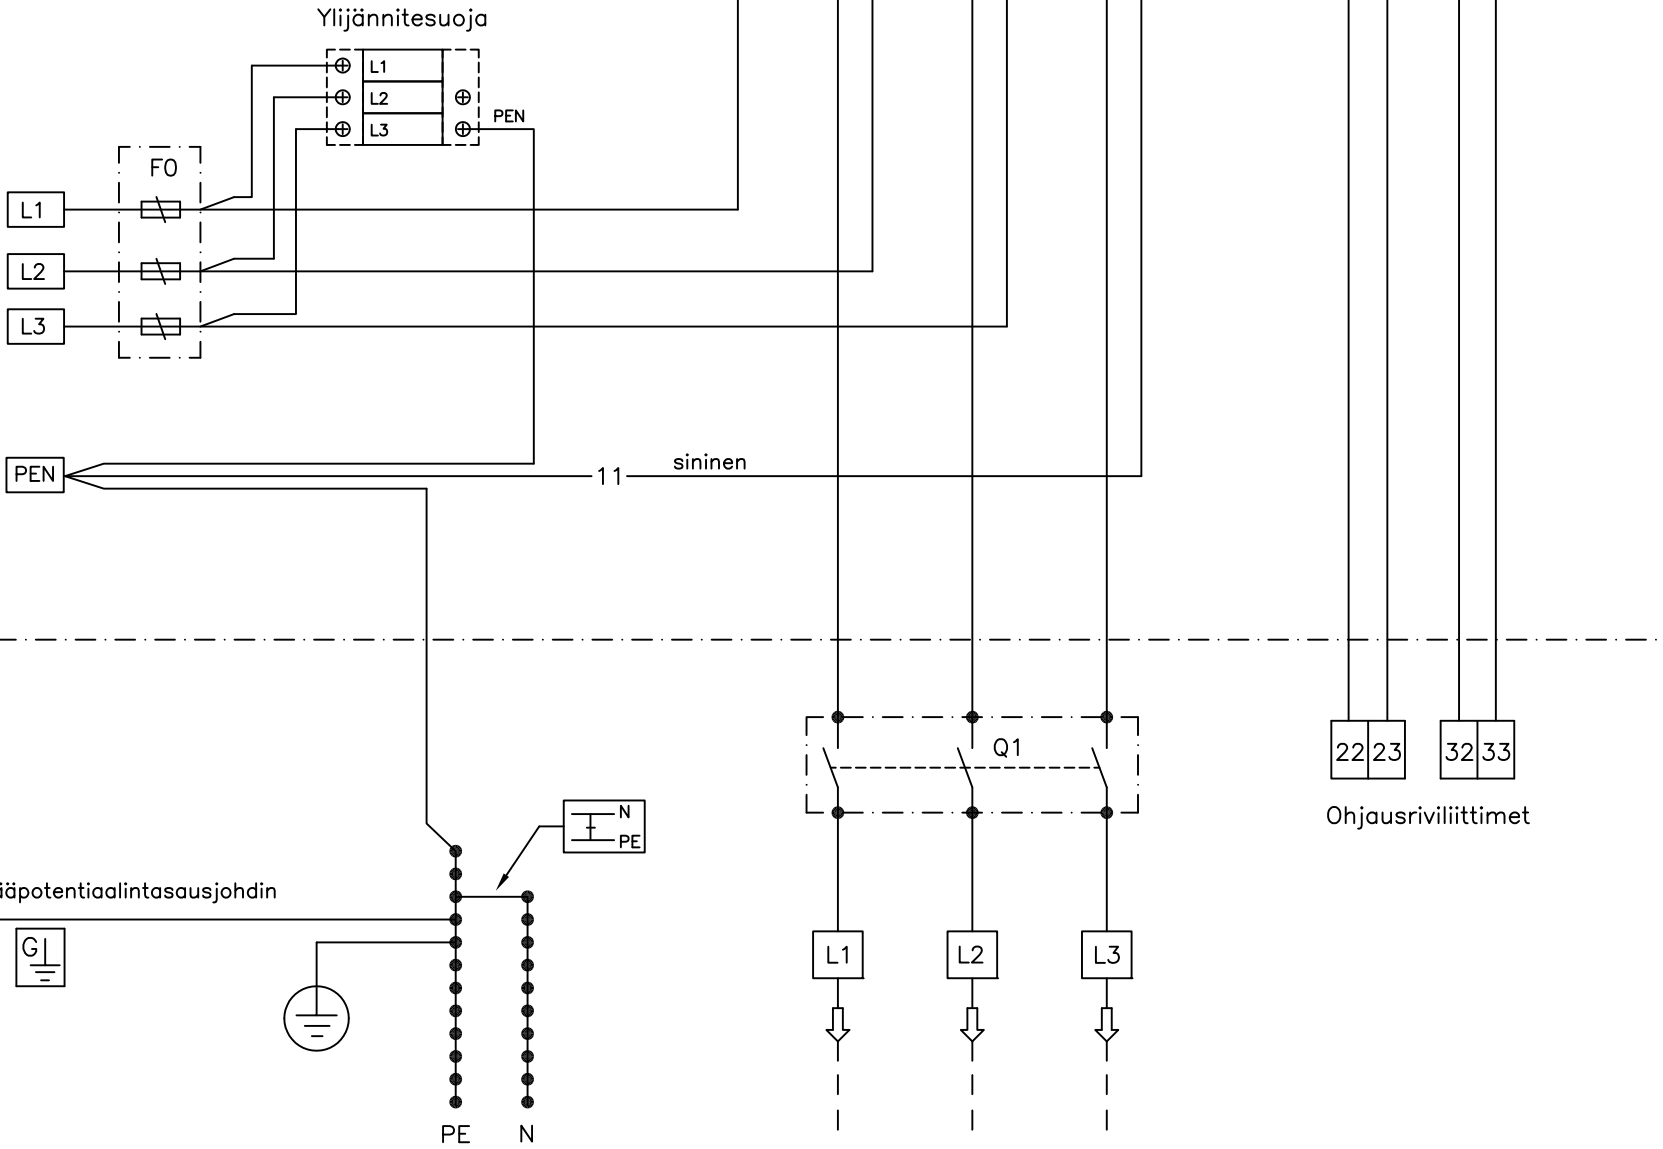 Ylijännitesuoja
L1
L2
L3
PEN
F0
L1
L2
L3
PEN
11
sininen
Q1
22 23 32 33
Ohjausriviliittimet
N
PE
ääpotentiaalintasausjohdin
G
L1 L2 L3
PE N